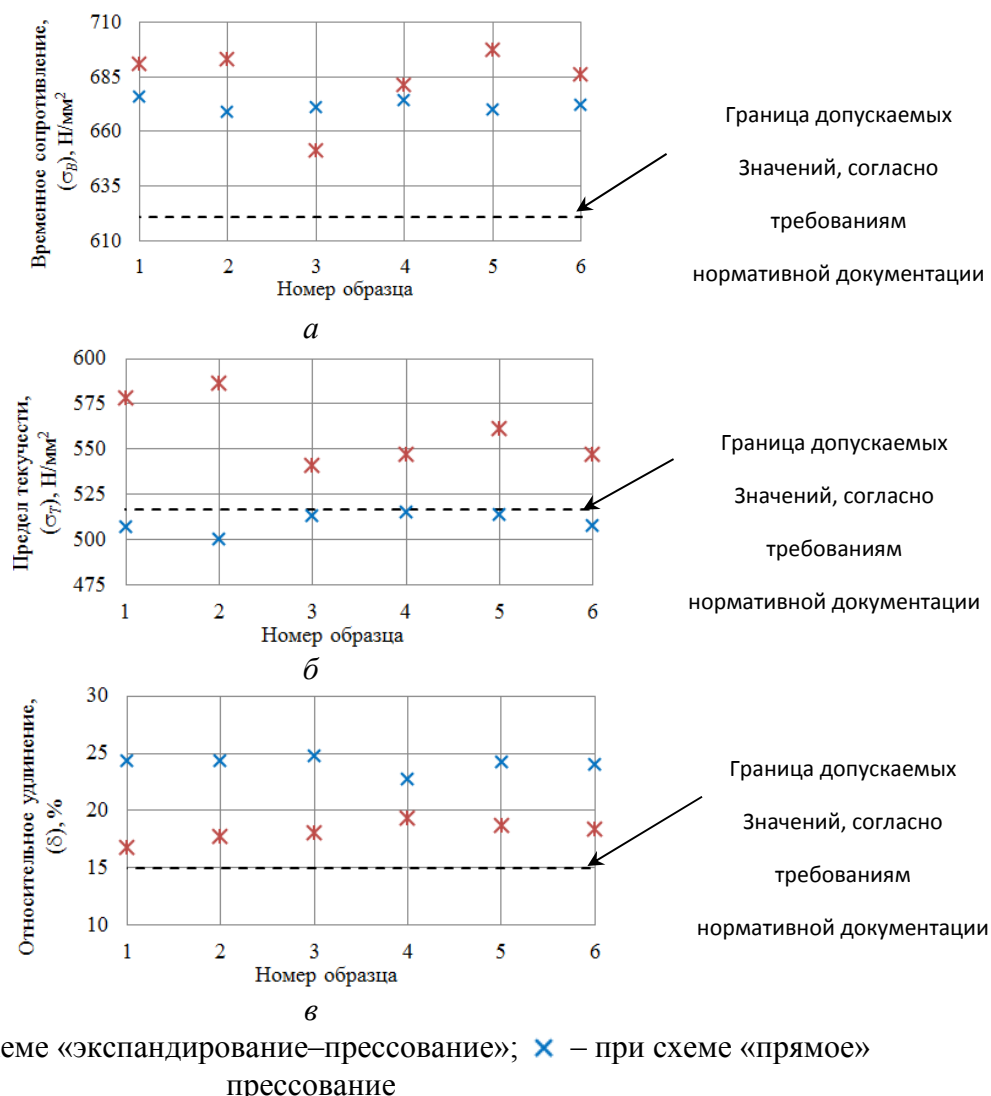 Временное сопротивление,
(σB), Н/мм2
710
685
660
635
610
1 2 3 4 5 6
Номер образца
Граница допускаемых
Значений, согласно
требованиям
нормативной документации
а
Предел текучести,
(σT), Н/мм2
600
575
550
525
500
475
1 2 3 4 5 6
Номер образца
Граница допускаемых
Значений, согласно
требованиям
нормативной документации
б
Относительное удлинение,
(δ), %
30
25
20
15
10
1 2 3 4 5 6
Номер образца
Граница допускаемых
Значений, согласно
требованиям
нормативной документации
в
еме «экспандирование–прессование»; × – при схеме «прямое»
прессование